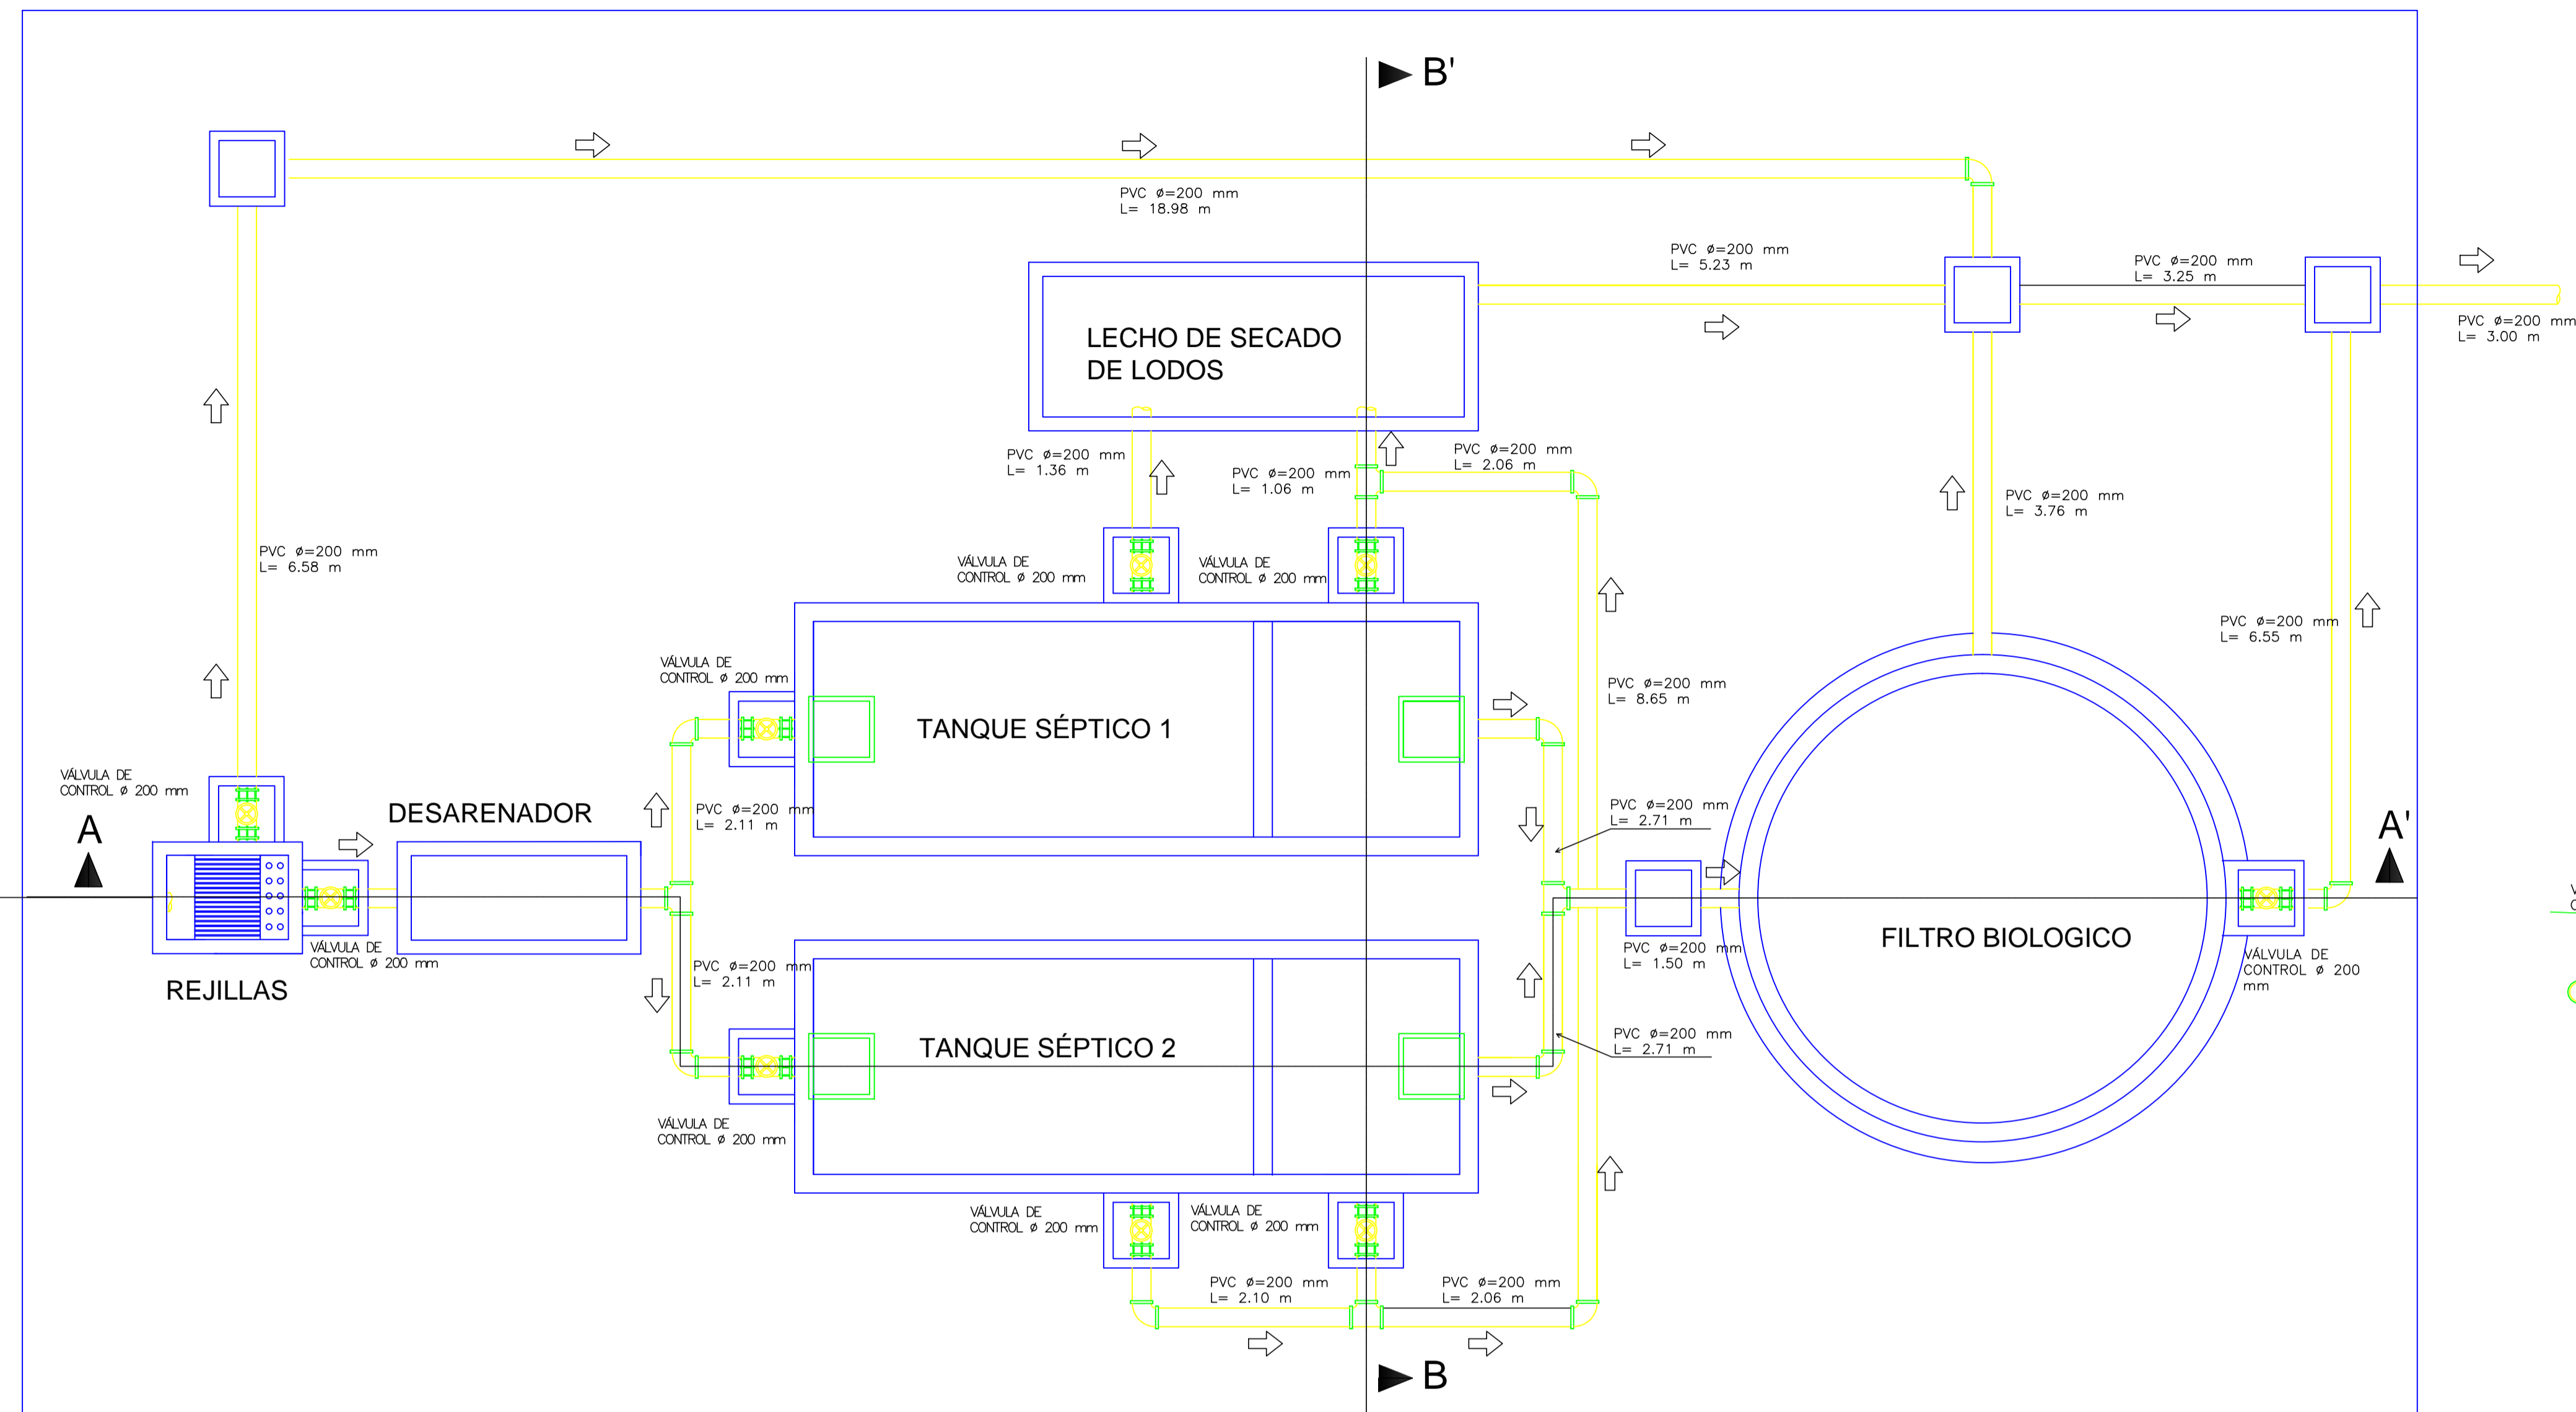 B'
PVC ø=200 mm
L= 18.98 m
PVC ø=200 mm
L= 5.23 m
PVC ø=200 mm
L= 3.25 m
PVC ø=200 mm
L= 3.00 m
LECHO DE SECADO
DE LODOS
PVC ø=200 mm
L= 1.36 m
PVC ø=200 mm
L= 1.06 m
PVC ø=200 mm
L= 2.06 m
PVC ø=200 mm
L= 3.76 m
PVC ø=200 mm
L= 6.58 m
VÁLVULA DE
CONTROL ø 200 mm
VÁLVULA DE
CONTROL ø 200 mm
PVC ø=200 mm
L= 6.55 m
VÁLVULA DE
CONTROL ø 200 mm
PVC ø=200 mm
L= 8.65 m
TANQUE SÉPTICO 1
VÁLVULA DE
CONTROL ø 200 mm
DESARENADOR
PVC ø=200 mm
L= 2.11 m
PVC ø=200 mm
L= 2.71 m
A
A'
VÁLVULA DE
CONTROL ø 200 mm
REJILLAS
PVC ø=200 mm
L= 2.11 m
PVC ø=200 mm
L= 1.50 m
FILTRO BIOLOGICO
VÁLVULA DE
CONTROL ø 200
mm
TANQUE SÉPTICO 2
PVC ø=200 mm
L= 2.71 m
VÁLVULA DE
CONTROL ø 200 mm
VÁLVULA DE
CONTROL ø 200 mm
VÁLVULA DE
CONTROL ø 200 mm
PVC ø=200 mm
L= 2.10 m
PVC ø=200 mm
L= 2.06 m
B